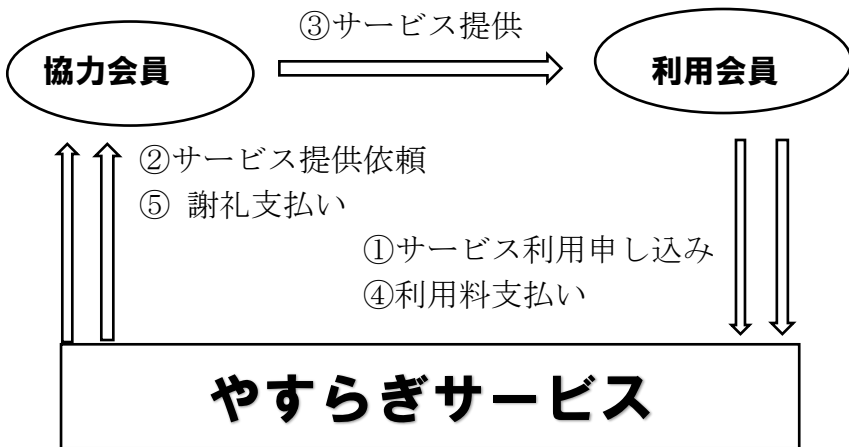 ③サービス提供
協力会員
利用会員
②サービス提供依頼
⑤ 謝礼支払い
①サービス利用申し込み
④利用料支払い
やすらぎサービス